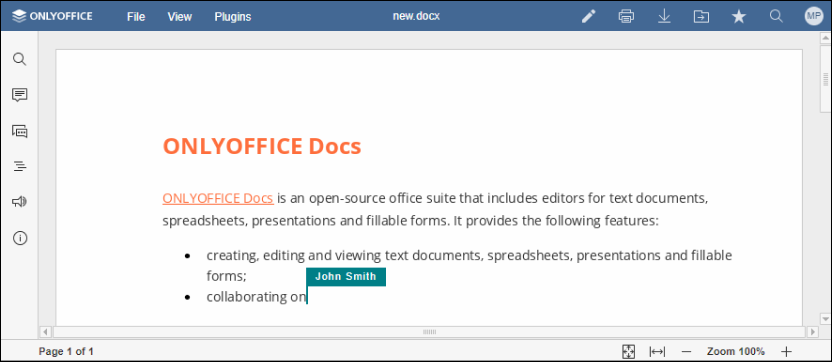 ONLYOFFICE File View Plugins new.docx MP
ONLYOFFICE Docs
ONLYOFFICE Docs is an open-source office suite that includes editors for text documents,
spreadsheets, presentations and fillable forms. It provides the following features:
• creating, editing and viewing text documents, spreadsheets, presentations and fillable
forms;
John Smith
• collaborating on
Page 1 of 1 Zoom 100%